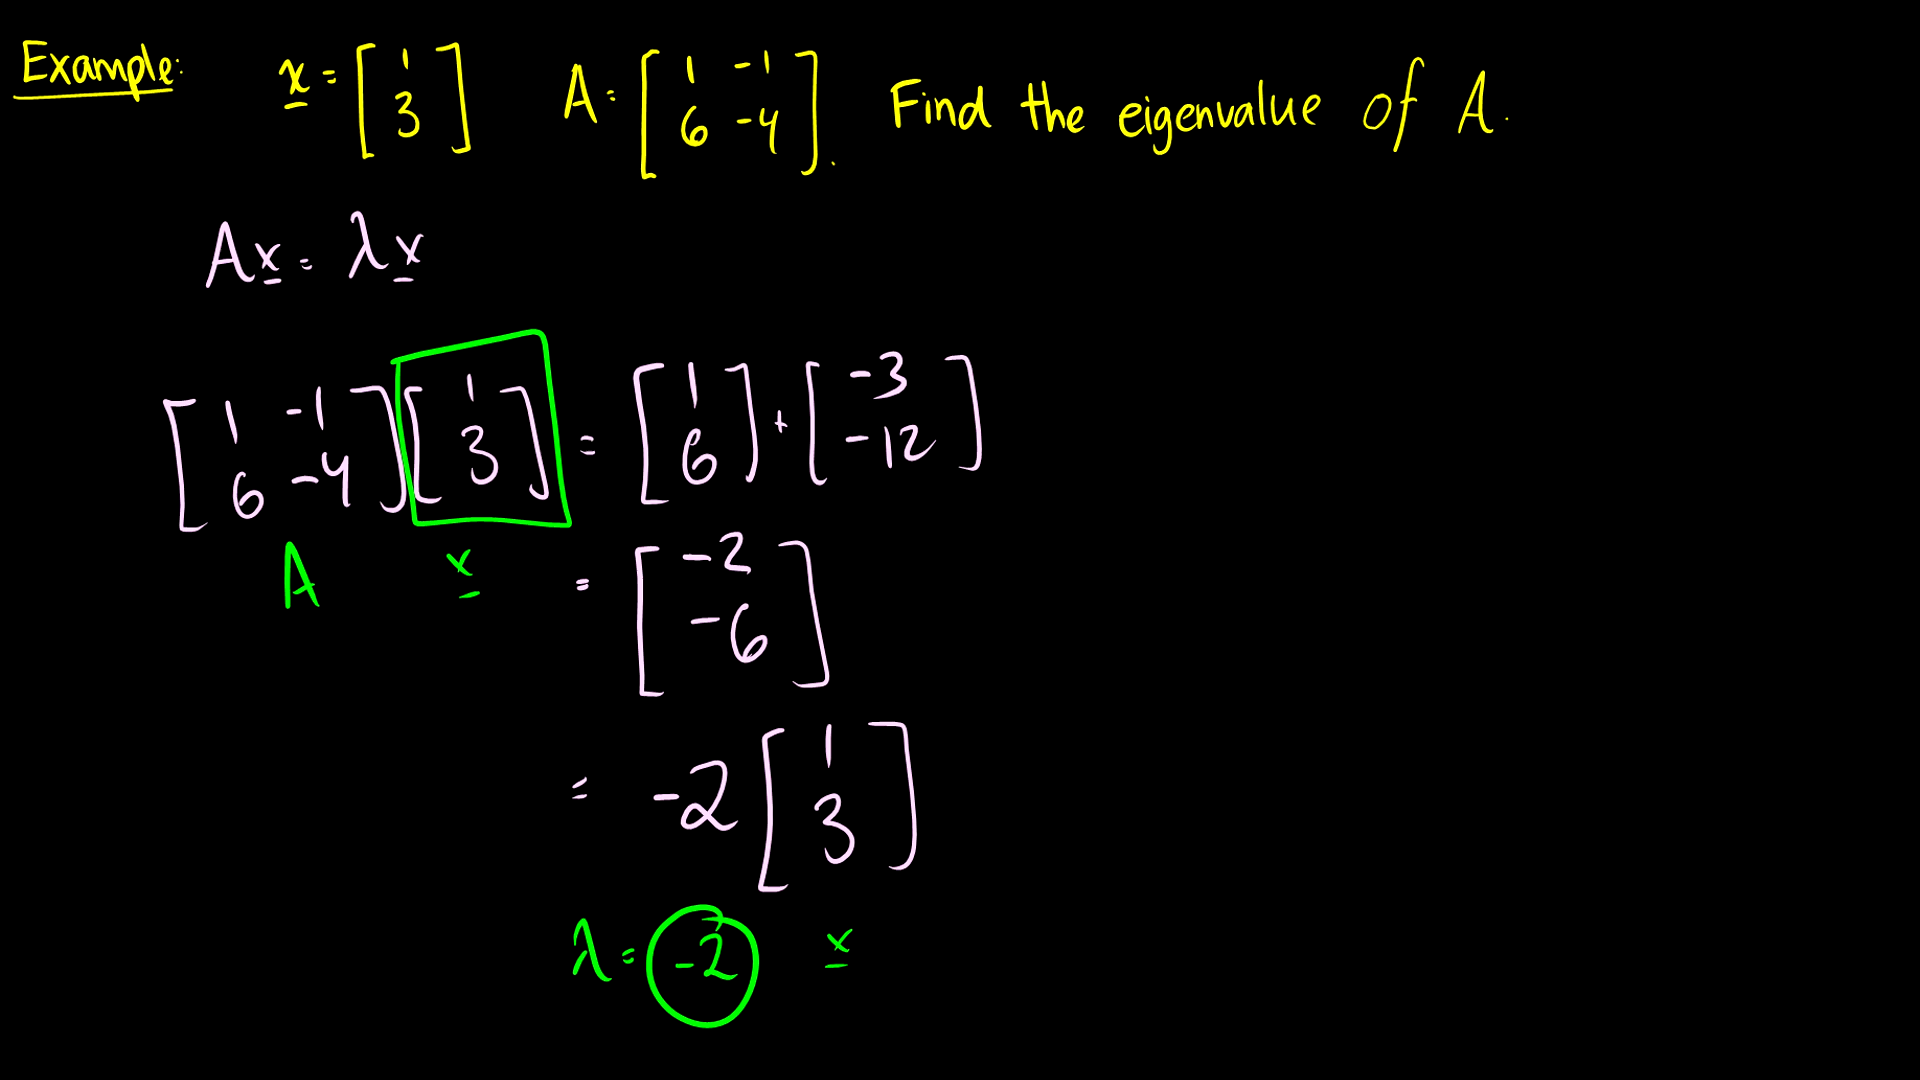 Example: x = [1 3] A = [1 -1 6 -4]. Find the eigenvalue of A.
Ax = λx
[1 -1 6 -4][1 3] = [1 6] + [-3 -12]
A x = [-2 -6]
= -2[1 3]
λ = -2 x